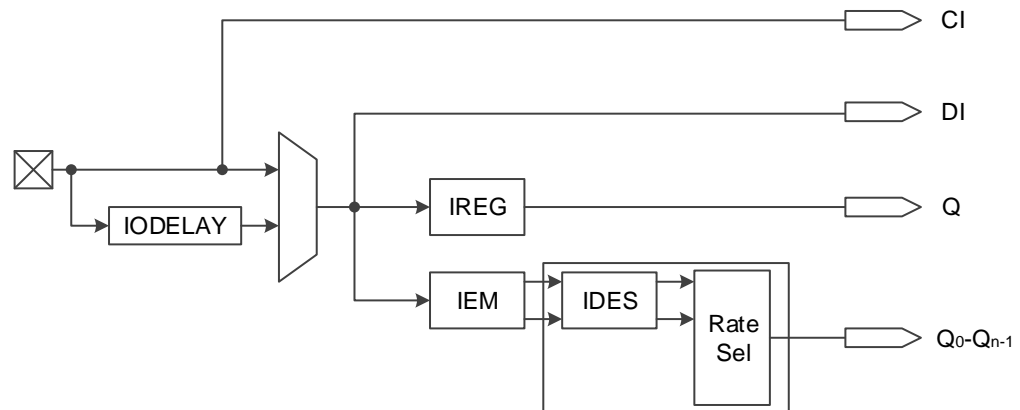 CI
DI
IREG
Q
IODELAY
IEM
IDES
Rate
Sel
Q0-Qn-1